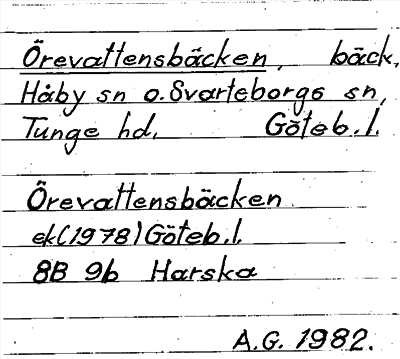 Örevattensbäcken, bäck,
Håby sn o. Svarteborgs sn,
Tunge hd. Göteb.l.
Örevattensbäcken
ek(1978) Göteb.l.
8B 9b Harska
A.G. 1982.